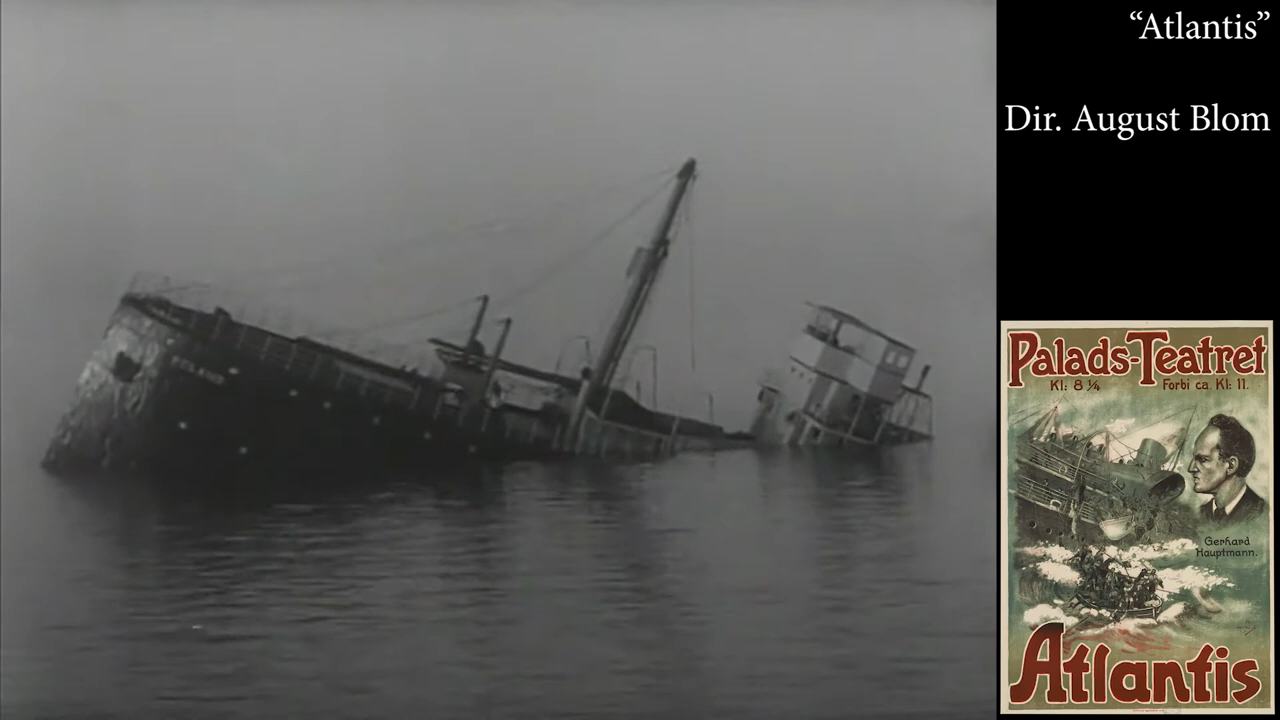 “Atlantis”
Dir. August Blom
Palads-Teatret
Kl: 8 ¼ Forbi ca. Kl: 11.
Gerhard
Hauptmann.
Atlantis